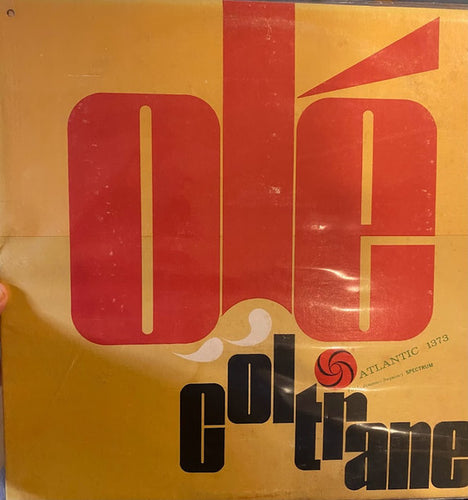 olé
coltrane
ATLANTIC 1373
SPECTRUM